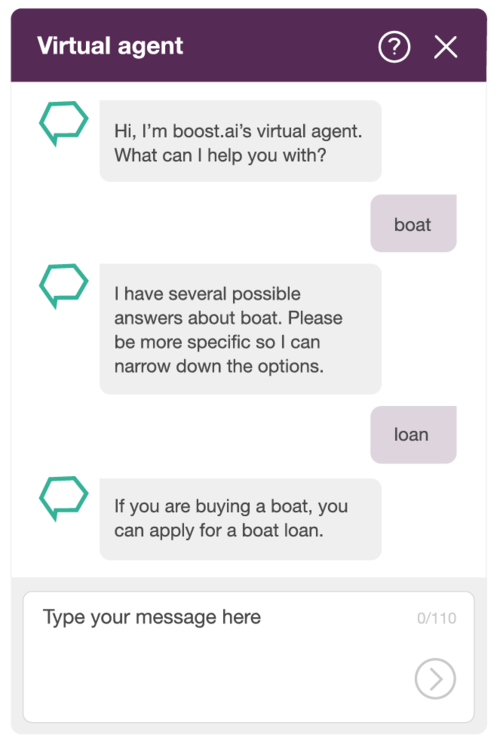 Virtual agent
?
Hi, I'm boost.ai's virtual agent.
What can I help you with?
boat
I have several possible
answers about boat. Please
be more specific so I can
narrow down the options.
loan
If you are buying a boat, you
can apply for a boat loan.
Type your message here
0/110